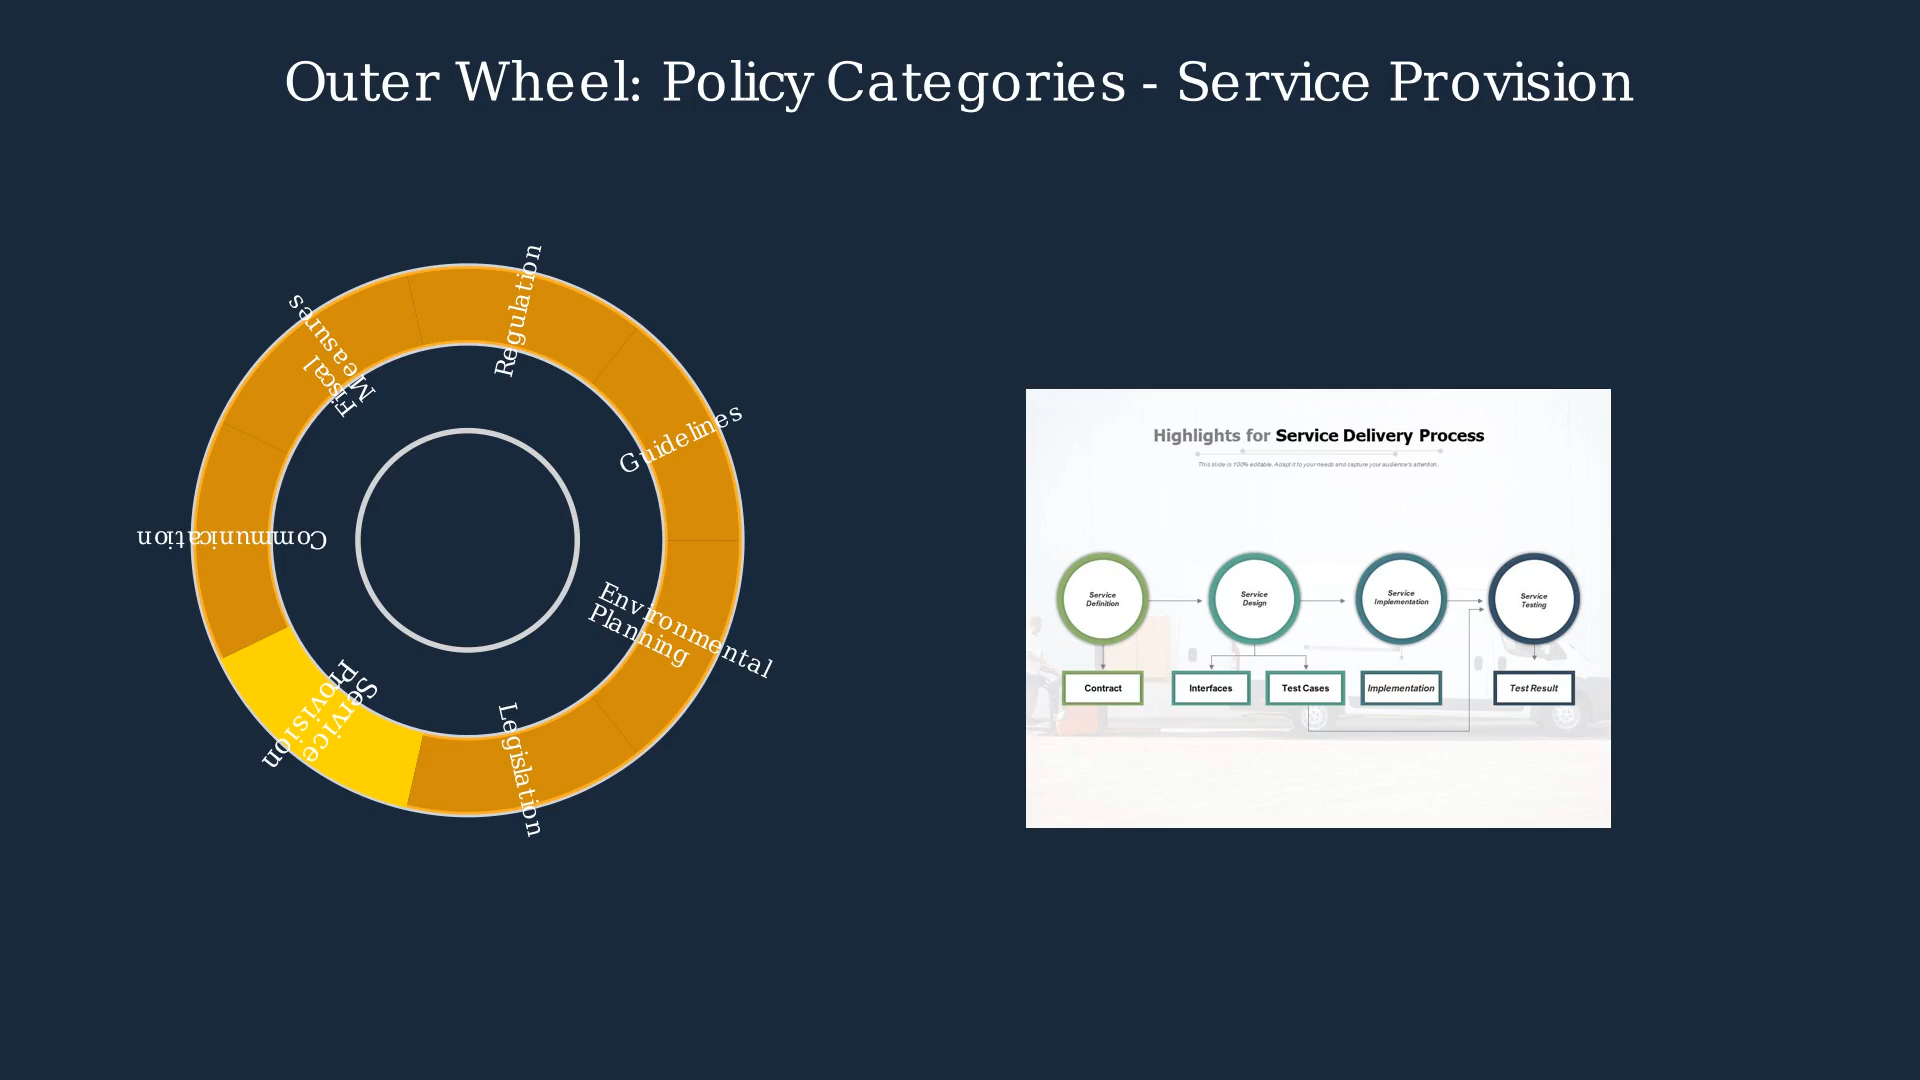 Outer Wheel: Policy Categories - Service Provision
Regulation
Guidelines
Environmental
Planning
Legislation
Service
Provision
Communication
Fiscal
Measures
Highlights for Service Delivery Process
This slide is 100% editable. Adapt it to your needs and capture your audience's attention.
Service
Definition
Service
Design
Service
Implementation
Service
Testing
Contract
Interfaces
Test Cases
Implementation
Test Result